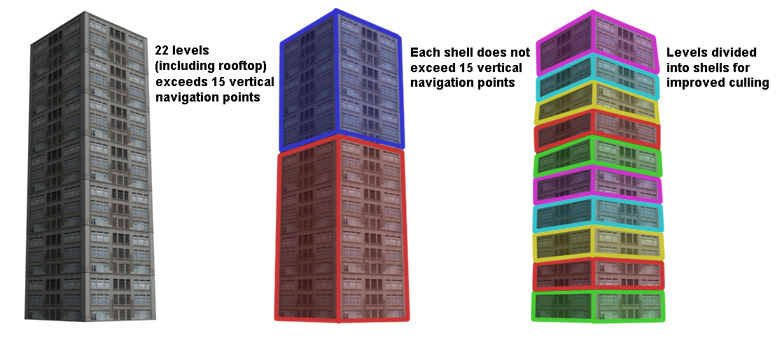 22 levels
(including rooftop)
exceeds 15 vertical
navigation points
Each shell does not
exceed 15 vertical
navigation points
Levels divided
into shells for
improved culling